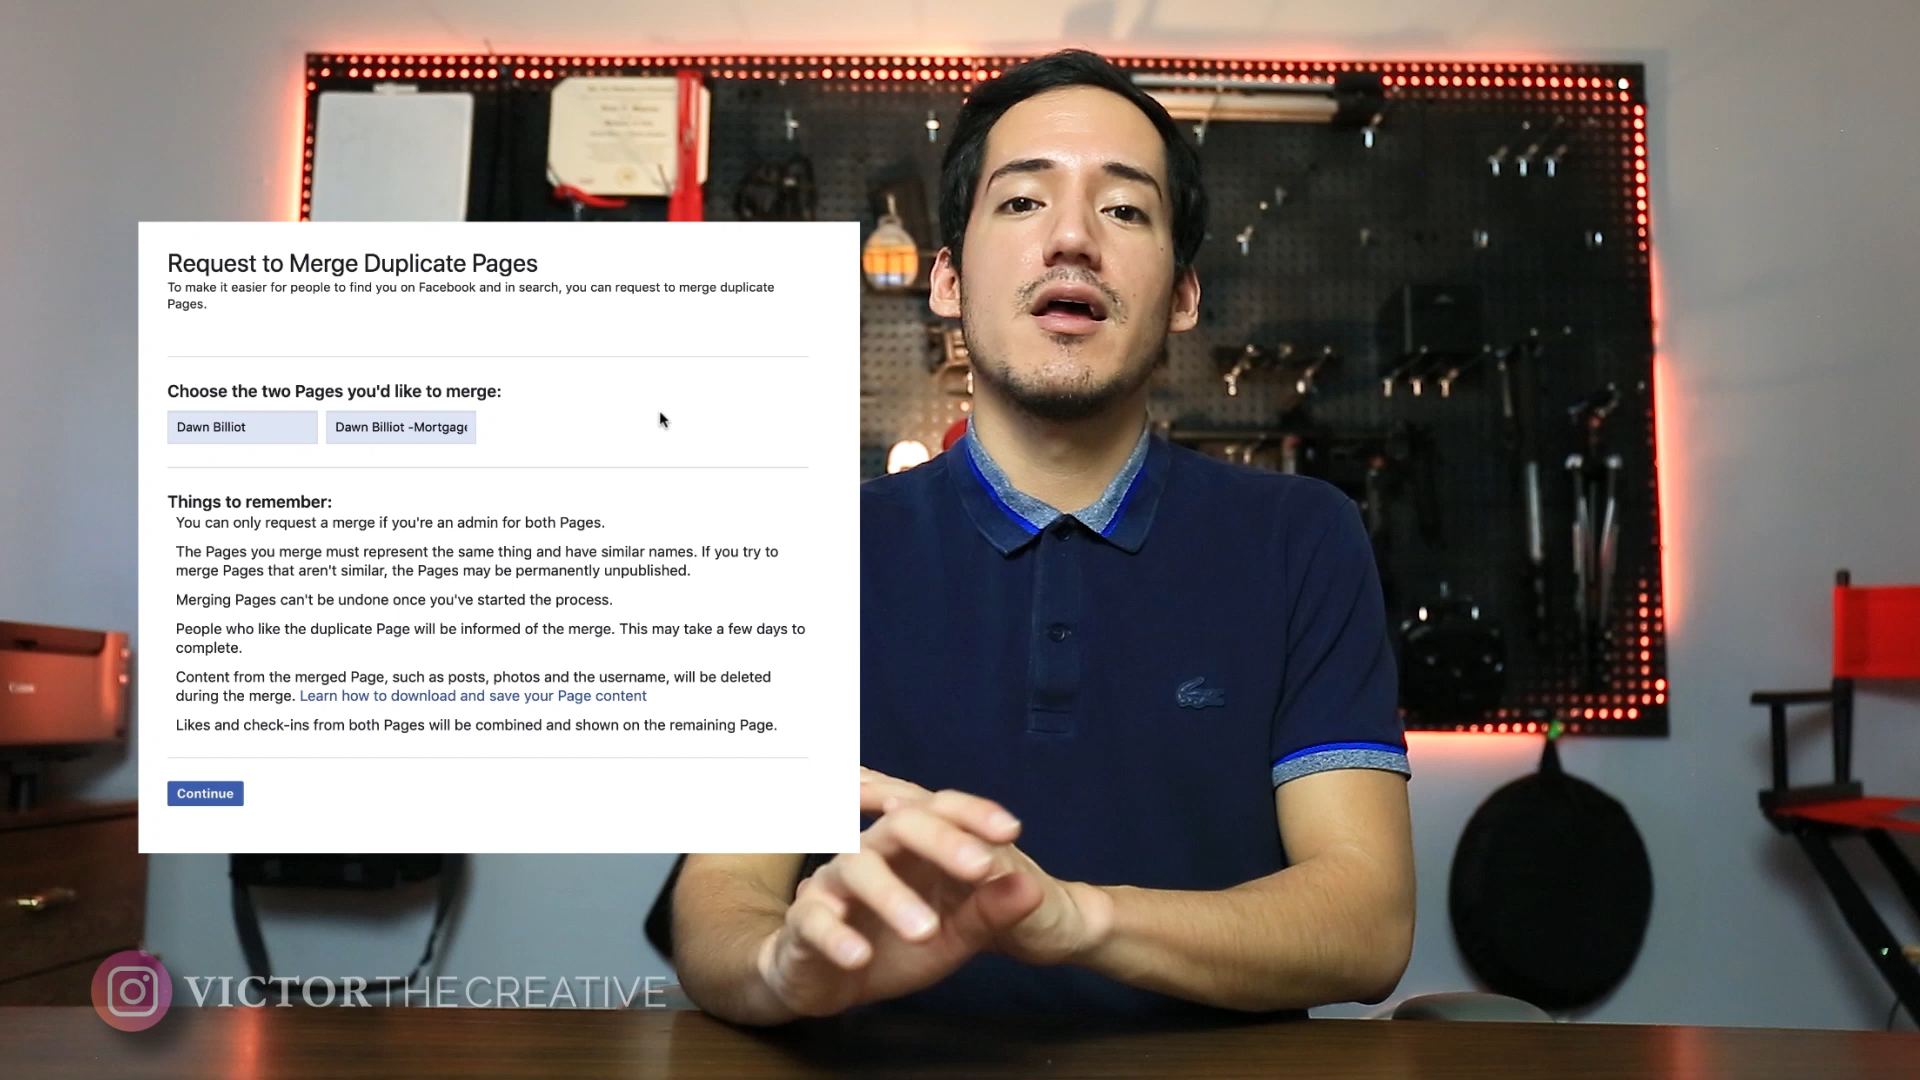 Request to Merge Duplicate Pages
To make it easier for people to find you on Facebook and in search, you can request to merge duplicate
Pages.
Choose the two Pages you'd like to merge:
Dawn Billiot
Dawn Billiot -Mortgage
Things to remember:
You can only request a merge if you're an admin for both Pages.
The Pages you merge must represent the same thing and have similar names. If you try to
merge Pages that aren't similar, the Pages may be permanently unpublished.
Merging Pages can't be undone once you've started the process.
People who like the duplicate Page will be informed of the merge. This may take a few days to
complete.
Content from the merged Page, such as posts, photos and the username, will be deleted
during the merge. Learn how to download and save your Page content
Likes and check-ins from both Pages will be combined and shown on the remaining Page.
Continue
VICTORTHECREATIVE